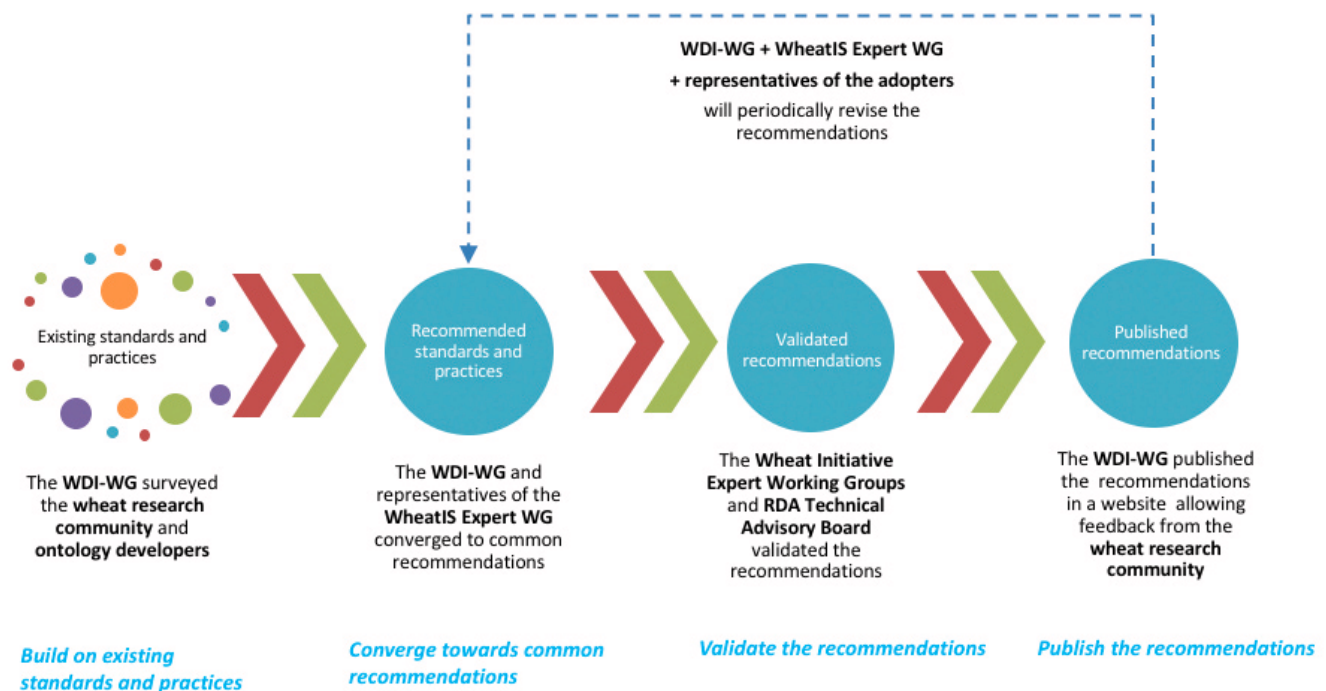 WDI-WG + WheatIS Expert WG
+ representatives of the adopters
will periodically revise the
recommendations
Existing standards and
practices
Recommended
standards and
practices
Validated
recommendations
Published
recommendations
The WDI-WG surveyed
the wheat research
community and
ontology developers
The WDI-WG and
representatives of the
WheatIS Expert WG
converged to common
recommendations
The Wheat Initiative
Expert Working Groups
and RDA Technical
Advisory Board
validated the
recommendations
The WDI-WG published
the recommendations
in a website allowing
feedback from the
wheat research
community
Build on existing
standards and practices
Converge towards common
recommendations
Validate the recommendations
Publish the recommendations